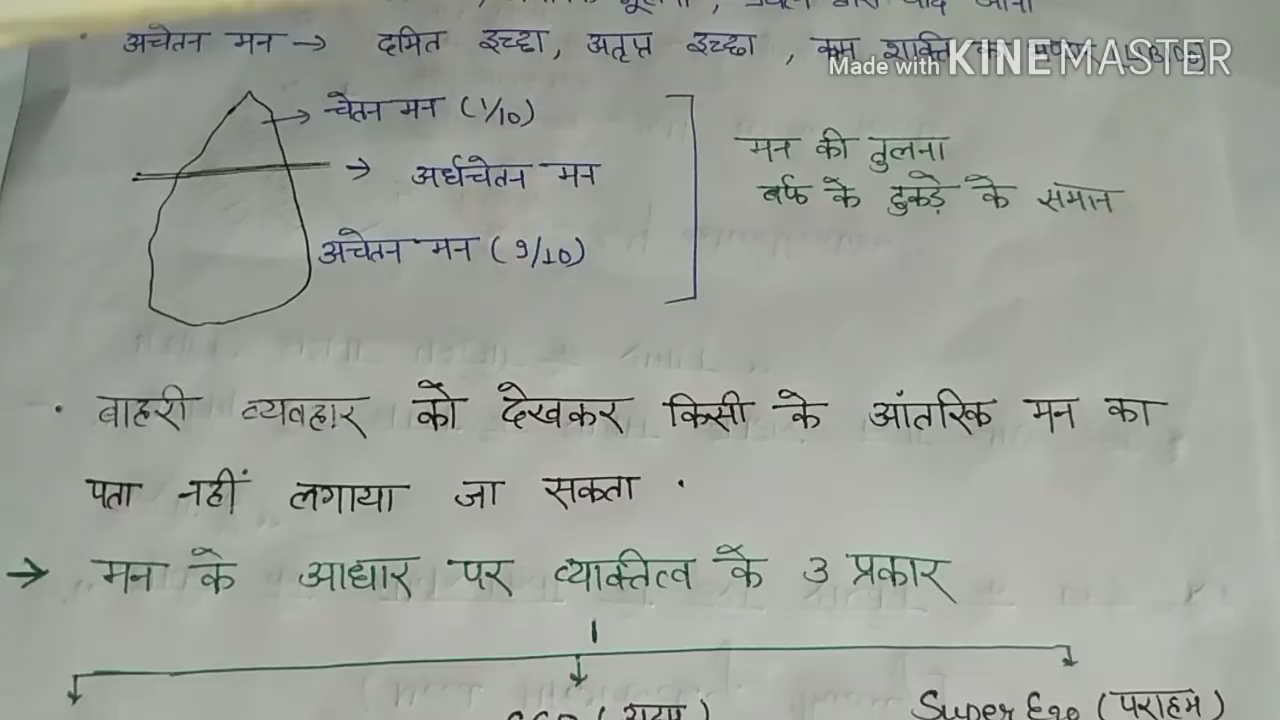 अचेतन मन → दमित इच्छा, अतृप्त इच्छा, काम शक्ति
Made with KINEMASTER
→ चेतन मन (1/10)
→ अर्धचेतन मन
अचेतन मन (9/10)
मन की तुलना
बर्फ के टुकड़े के समान
• बाहरी व्यवहार को देखकर किसी के आंतरिक मन का
पता नहीं लगाया जा सकता .
→ मन के आधार पर व्यक्तित्व के 3 प्रकार
Super Ego (पराहम)